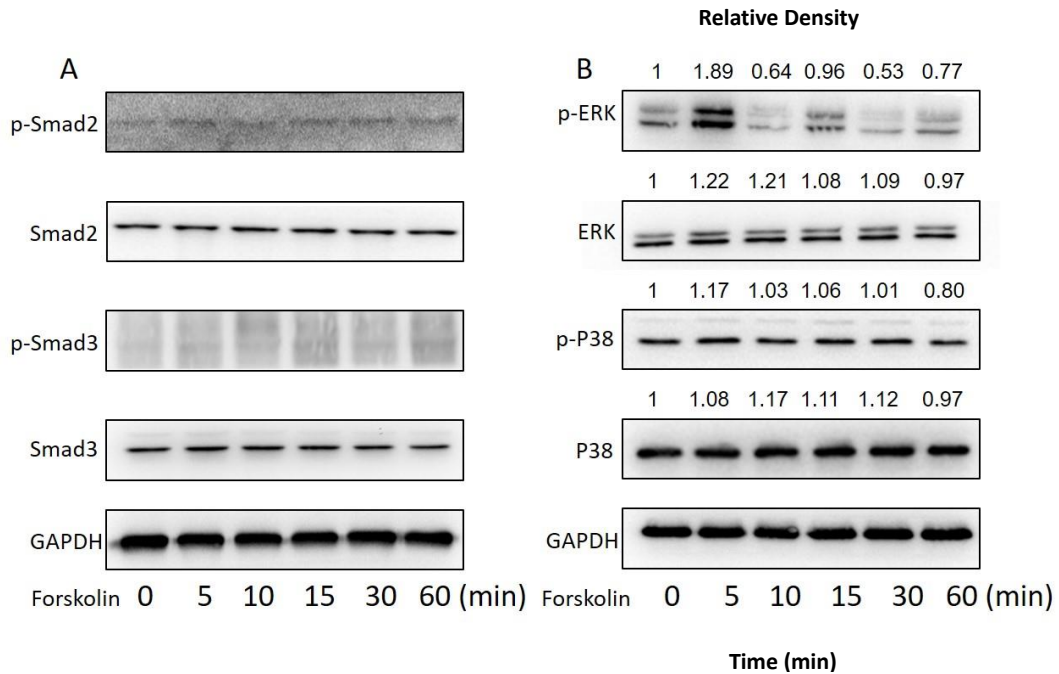 Relative Density
A
p-Smad2
Smad2
p-Smad3
Smad3
GAPDH
Forskolin 0 5 10 15 30 60 (min)
B
1 1.89 0.64 0.96 0.53 0.77
p-ERK
1 1.22 1.21 1.08 1.09 0.97
ERK
1 1.17 1.03 1.06 1.01 0.80
p-P38
1 1.08 1.17 1.11 1.12 0.97
P38
GAPDH
Forskolin 0 5 10 15 30 60 (min)
Time (min)